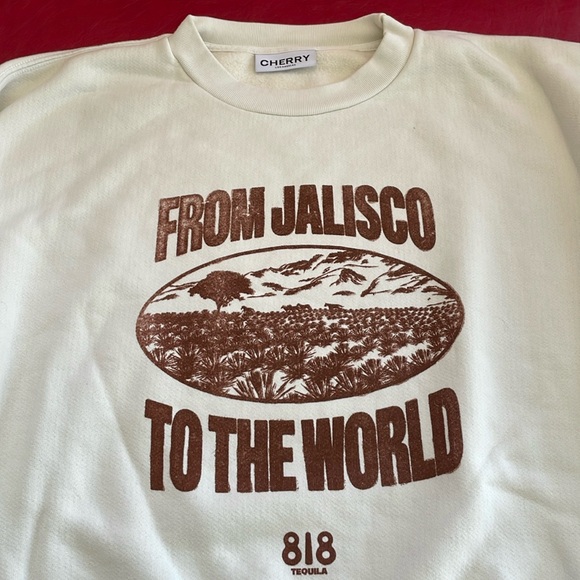 CHERRY
FROM JALISCO
TO THE WORLD
818
TEQUILA